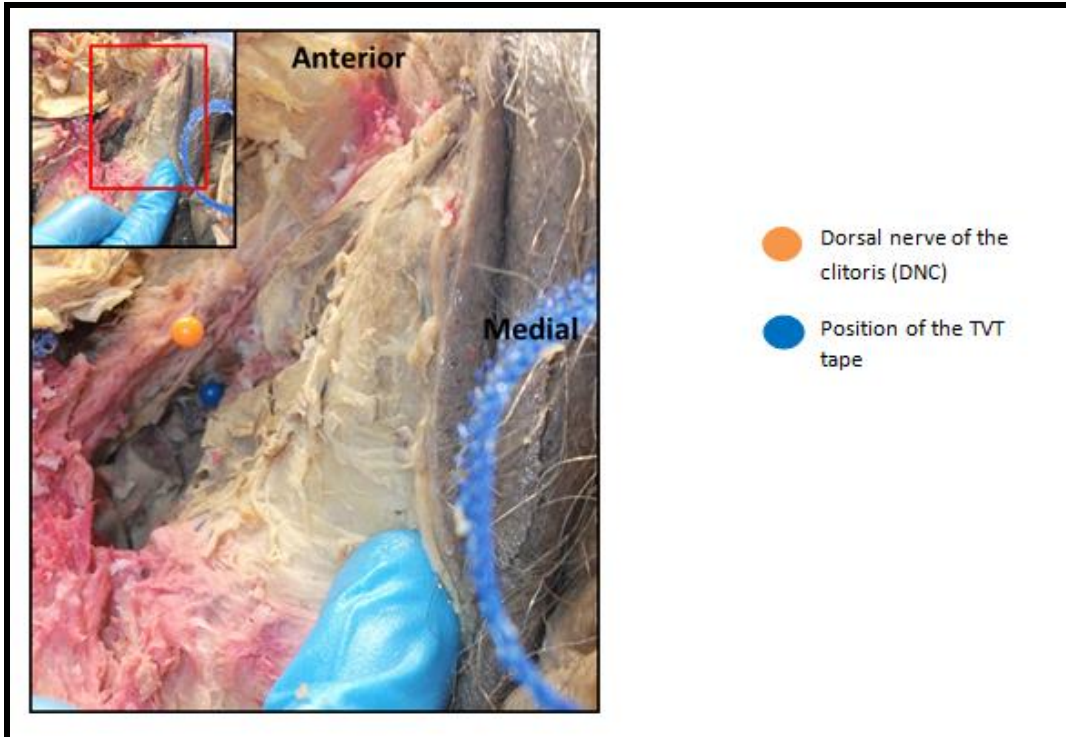 Anterior
Medial
Dorsal nerve of the
clitoris (DNC)
Position of the TVT
tape